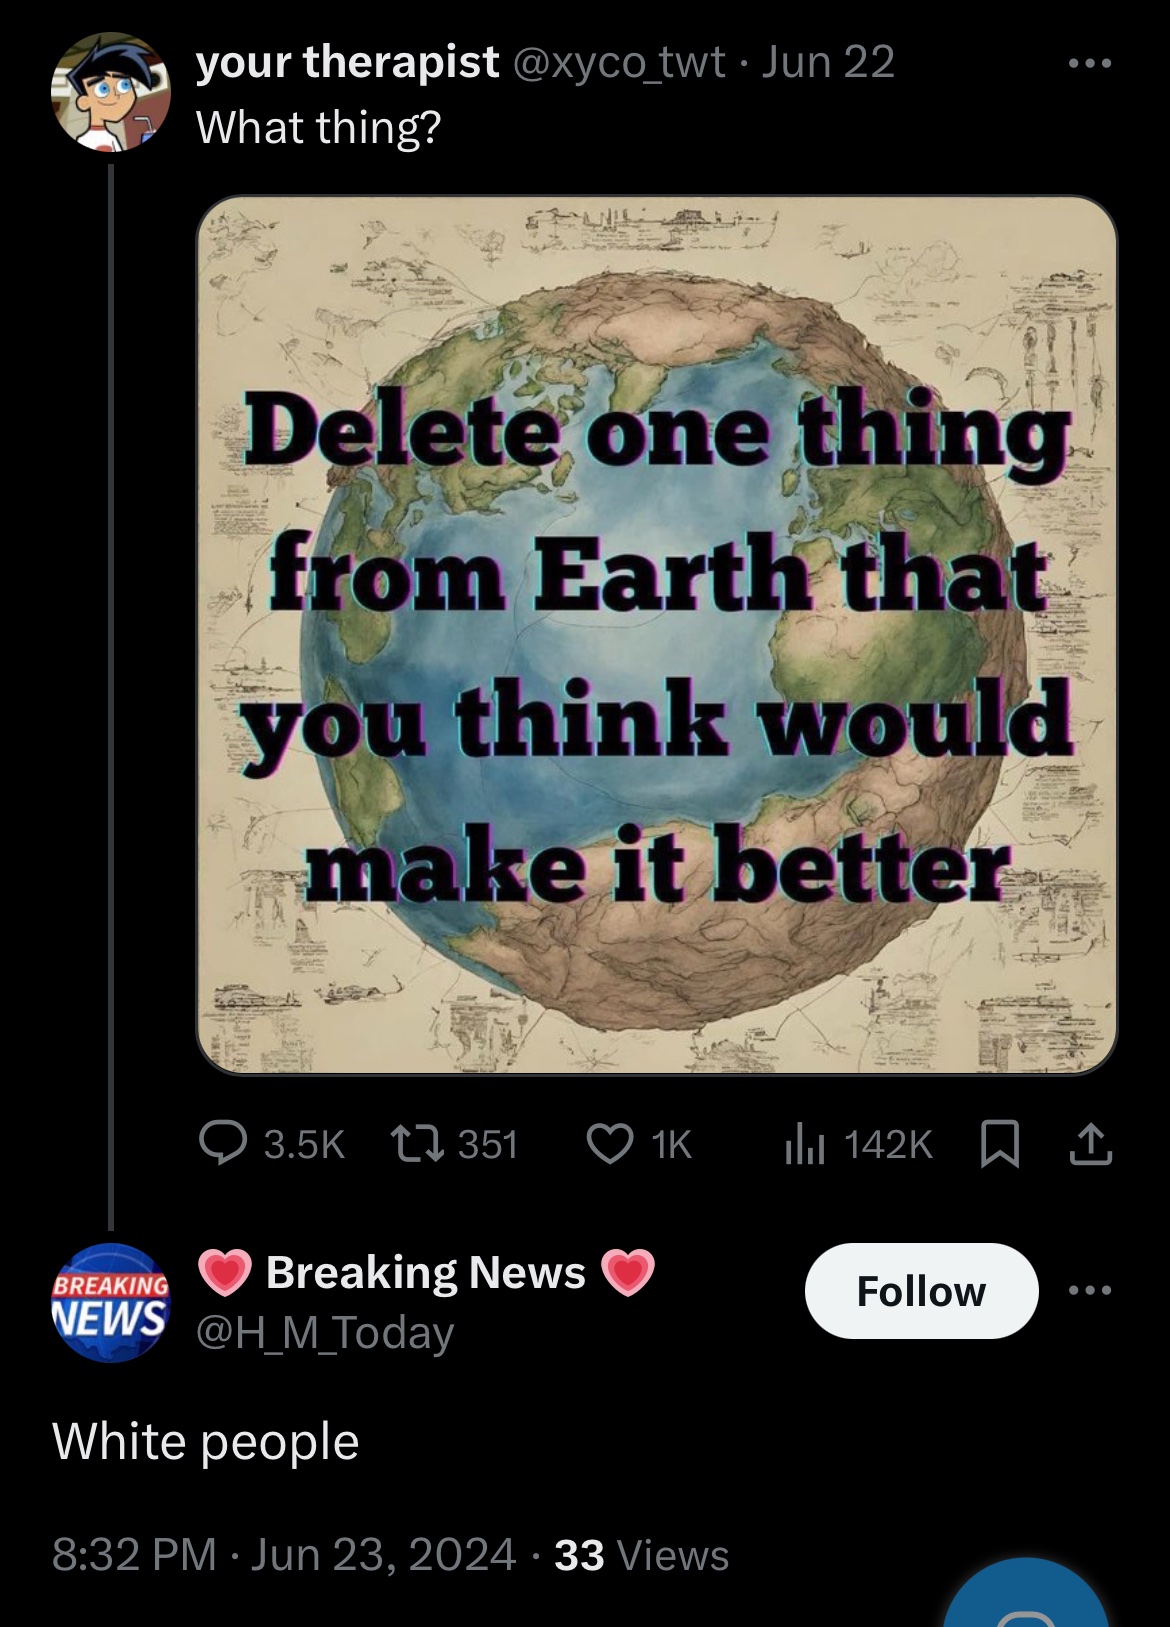 your therapist @xyco_twt · Jun 22
What thing?
Delete one thing
from Earth that
you think would
make it better
3.5K 351 1K 142K
BREAKING
NEWS
Breaking News
@H_M_Today
Follow
White people
8:32 PM · Jun 23, 2024 · 33 Views